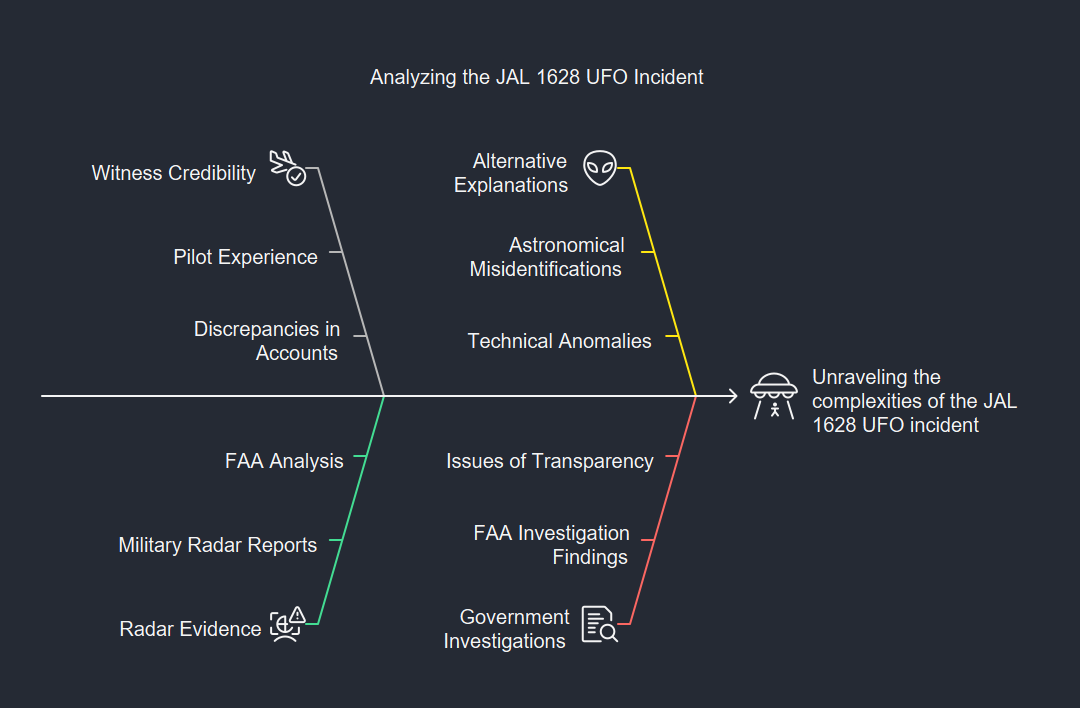 Analyzing the JAL 1628 UFO Incident
Witness Credibility
Pilot Experience
Discrepancies in
Accounts
Alternative
Explanations
Astronomical
Misidentifications
Technical Anomalies
Unraveling the
complexities of the JAL
1628 UFO incident
FAA Analysis
Military Radar Reports
Radar Evidence
Issues of Transparency
FAA Investigation
Findings
Government
Investigations